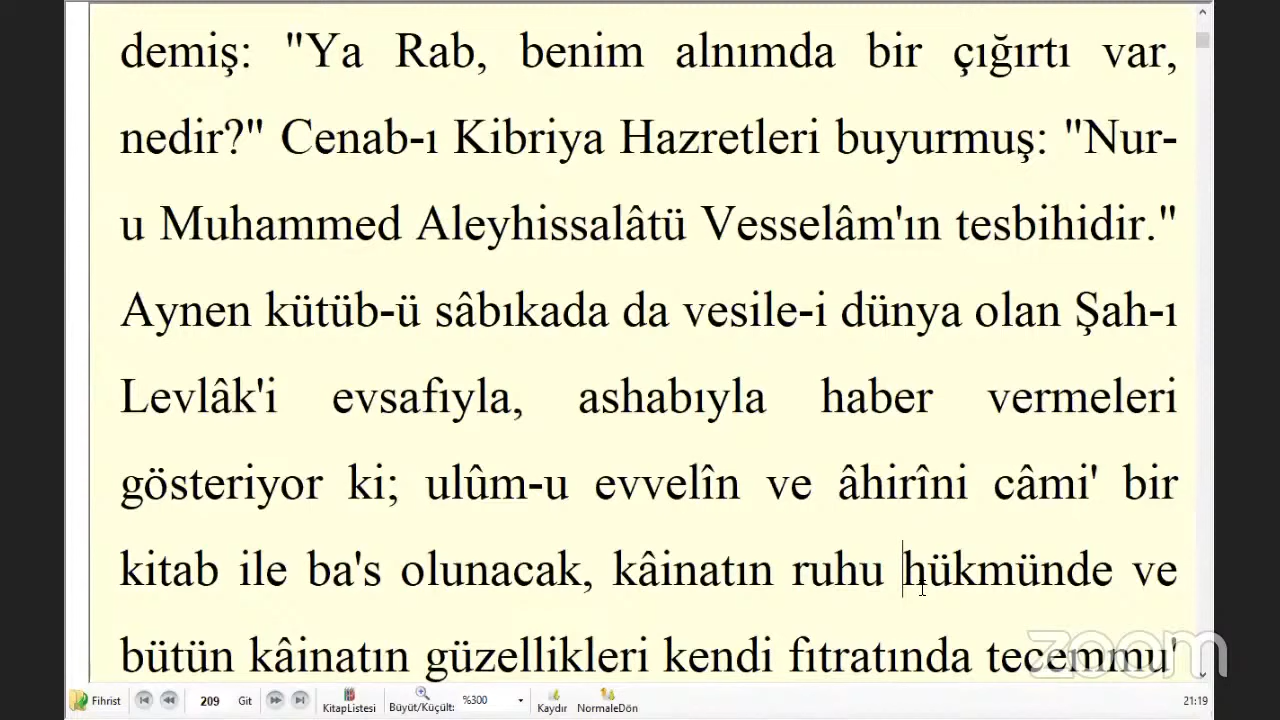 demiş: "Ya Rab, benim alnımda bir çığırtı var,
nedir?" Cenab-ı Kibriya Hazretleri buyurmuş: "Nur-
u Muhammed Aleyhissalâtü Vesselâm'ın tesbihidir."
Aynen kütüb-ü sâbıkada da vesile-i dünya olan Şah-ı
Levlâk'i evsafıyla, ashabıyla haber vermeleri
gösteriyor ki; ulûm-u evvelîn ve âhirîni câmi' bir
kitab ile ba's olunacak, kâinatın ruhu hükmünde ve
bütün kâinatın güzellikleri kendi fıtratında tecemmu'
zoom
Fihrist 209 Git KitapListesi Büyüt/Küçült: %300 Kaydır NormaleDön 21:19